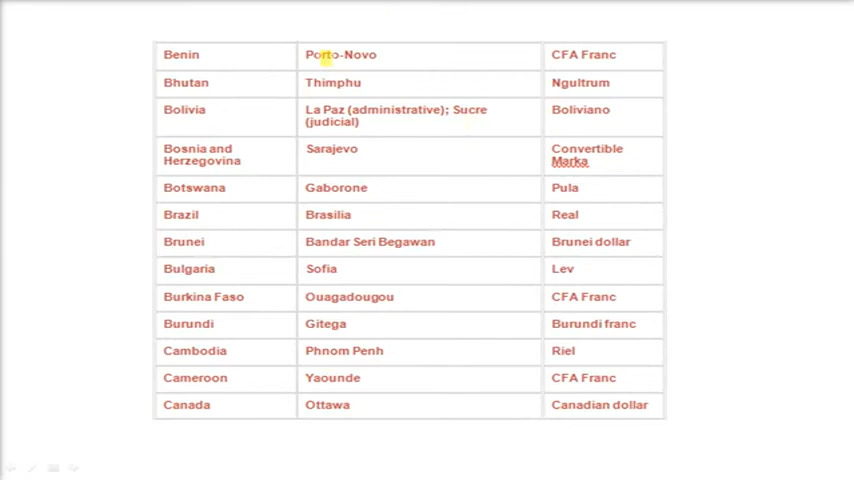 Benin Porto-Novo CFA Franc
Bhutan Thimphu Ngultrum
Bolivia La Paz (administrative); Sucre (judicial) Boliviano
Bosnia and Herzegovina Sarajevo Convertible Marka
Botswana Gaborone Pula
Brazil Brasilia Real
Brunei Bandar Seri Begawan Brunei dollar
Bulgaria Sofia Lev
Burkina Faso Ouagadougou CFA Franc
Burundi Gitega Burundi franc
Cambodia Phnom Penh Riel
Cameroon Yaounde CFA Franc
Canada Ottawa Canadian dollar